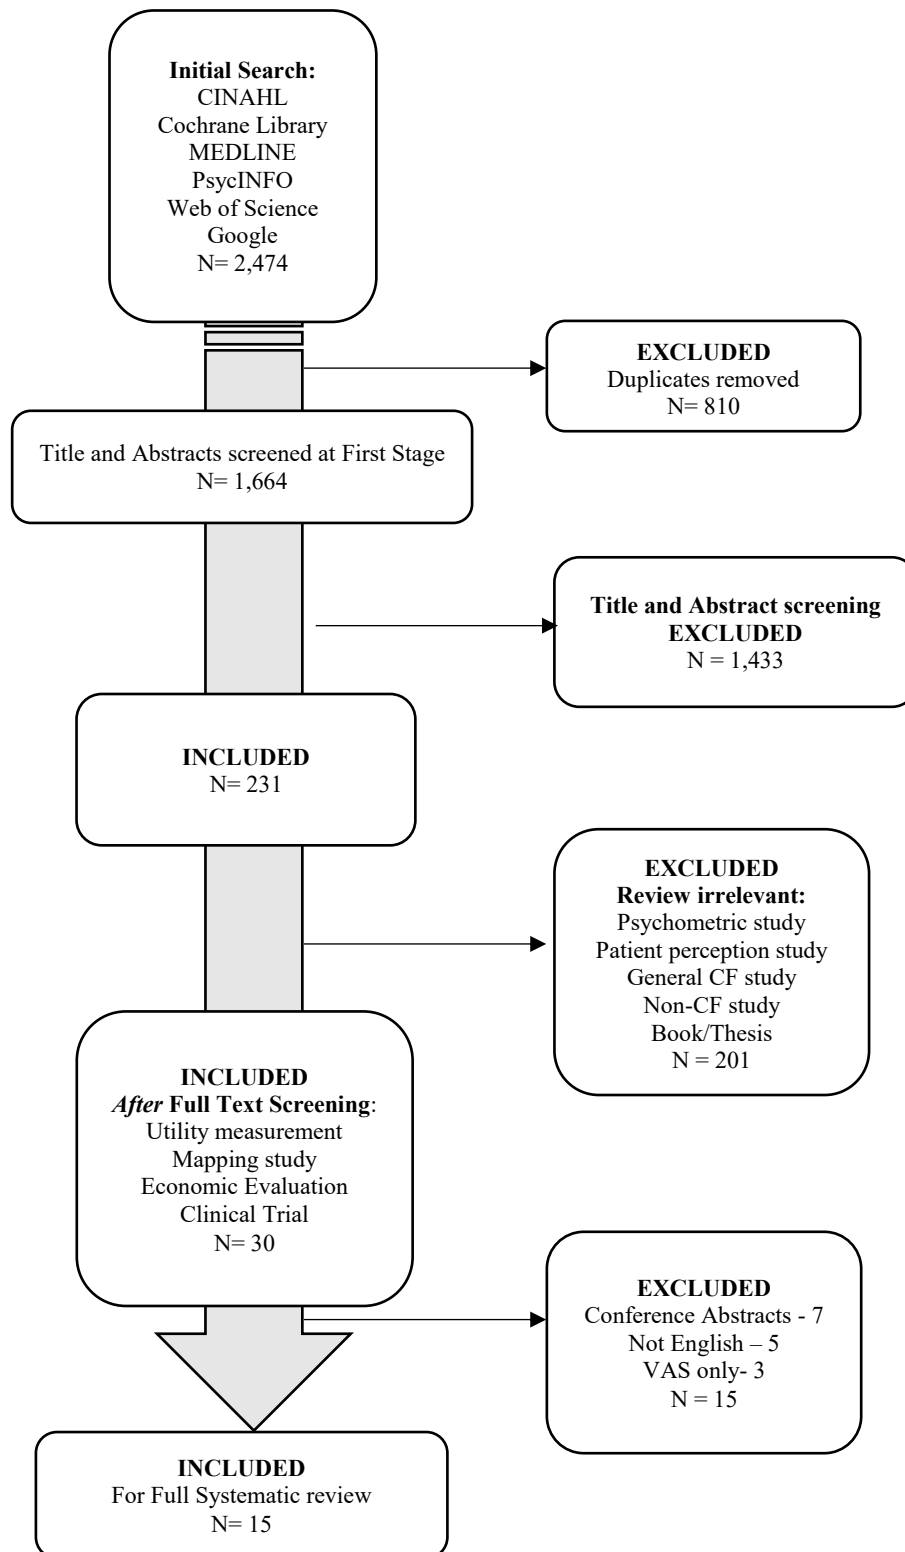 Initial Search:
CINAHL
Cochrane Library
MEDLINE
PsycINFO
Web of Science
Google
N= 2,474
EXCLUDED
Duplicates removed
N= 810
Title and Abstracts screened at First Stage
N= 1,664
Title and Abstract screening
EXCLUDED
N = 1,433
INCLUDED
N= 231
EXCLUDED
Review irrelevant:
Psychometric study
Patient perception study
General CF study
Non-CF study
Book/Thesis
N = 201
INCLUDED
After Full Text Screening:
Utility measurement
Mapping study
Economic Evaluation
Clinical Trial
N= 30
EXCLUDED
Conference Abstracts - 7
Not English – 5
VAS only- 3
N = 15
INCLUDED
For Full Systematic review
N= 15